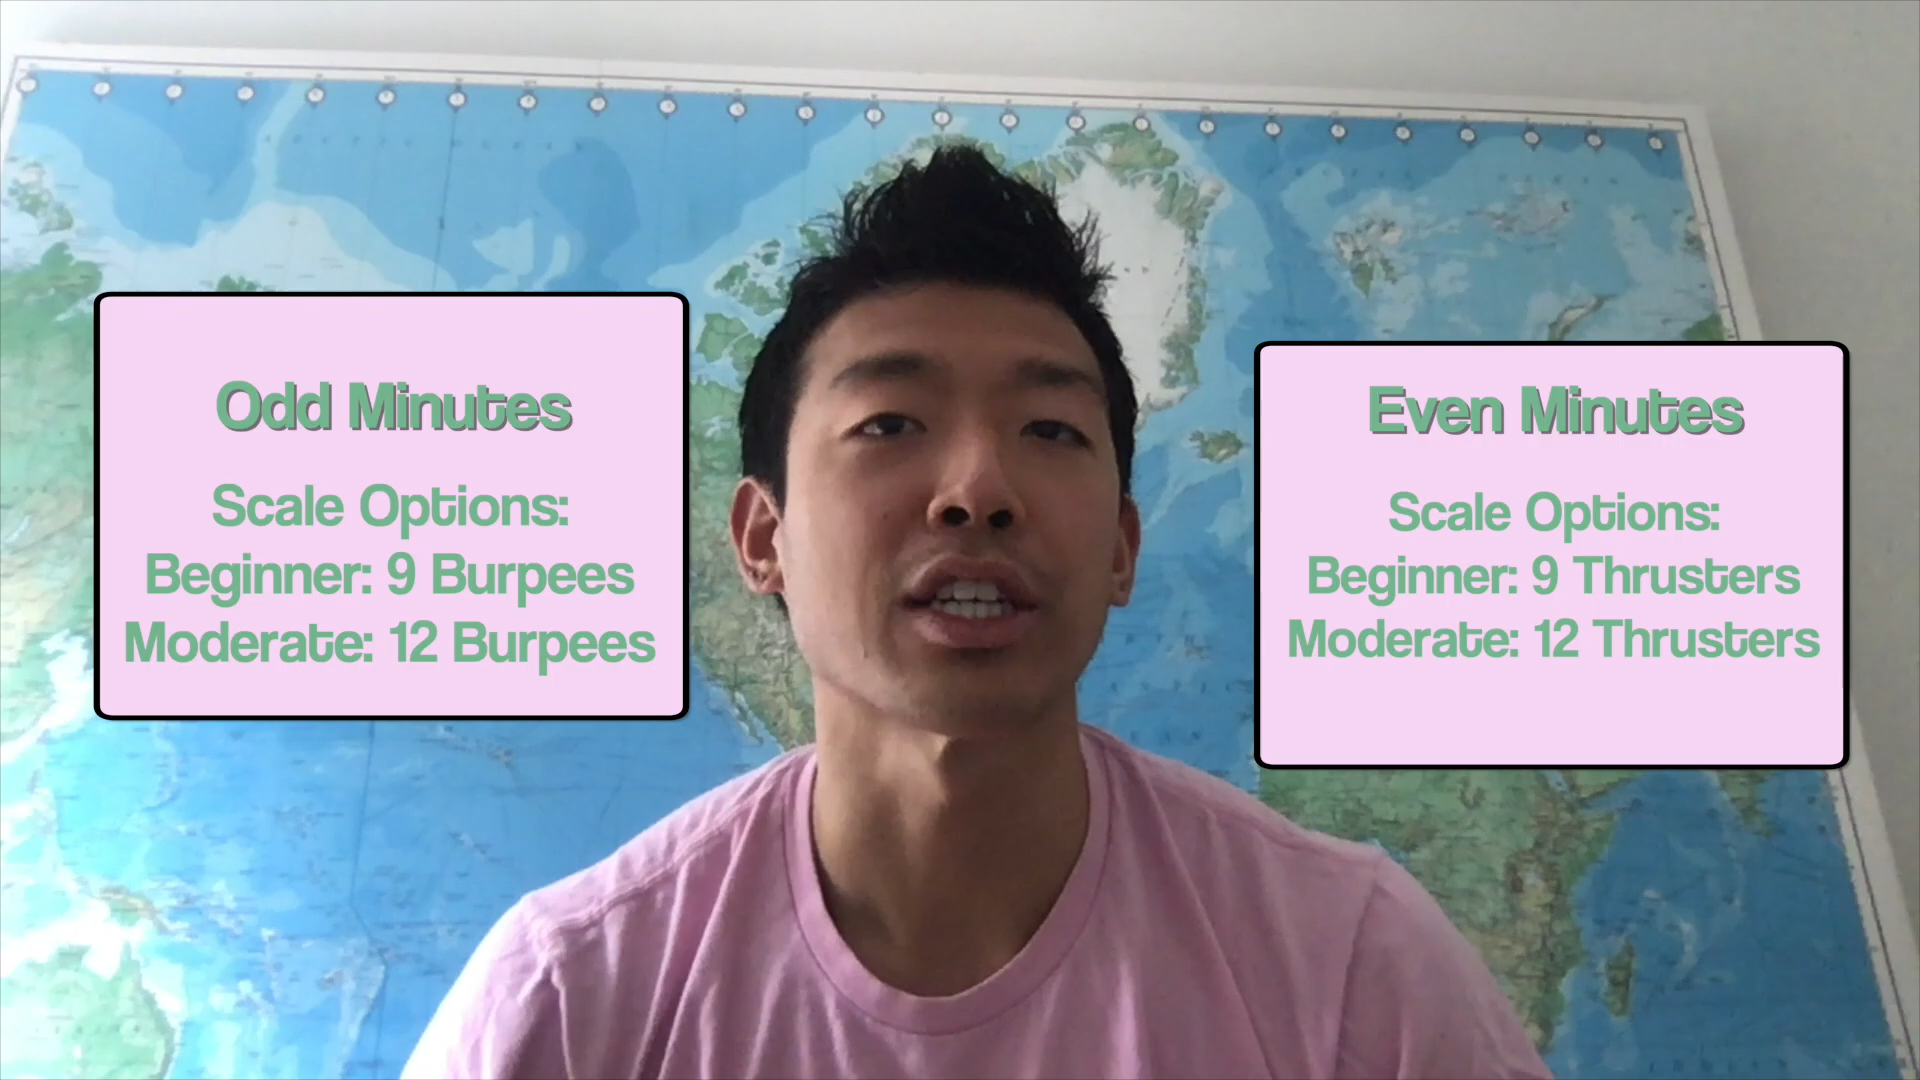 Odd Minutes
Scale Options:
Beginner: 9 Burpees
Moderate: 12 Burpees
Even Minutes
Scale Options:
Beginner: 9 Thrusters
Moderate: 12 Thrusters